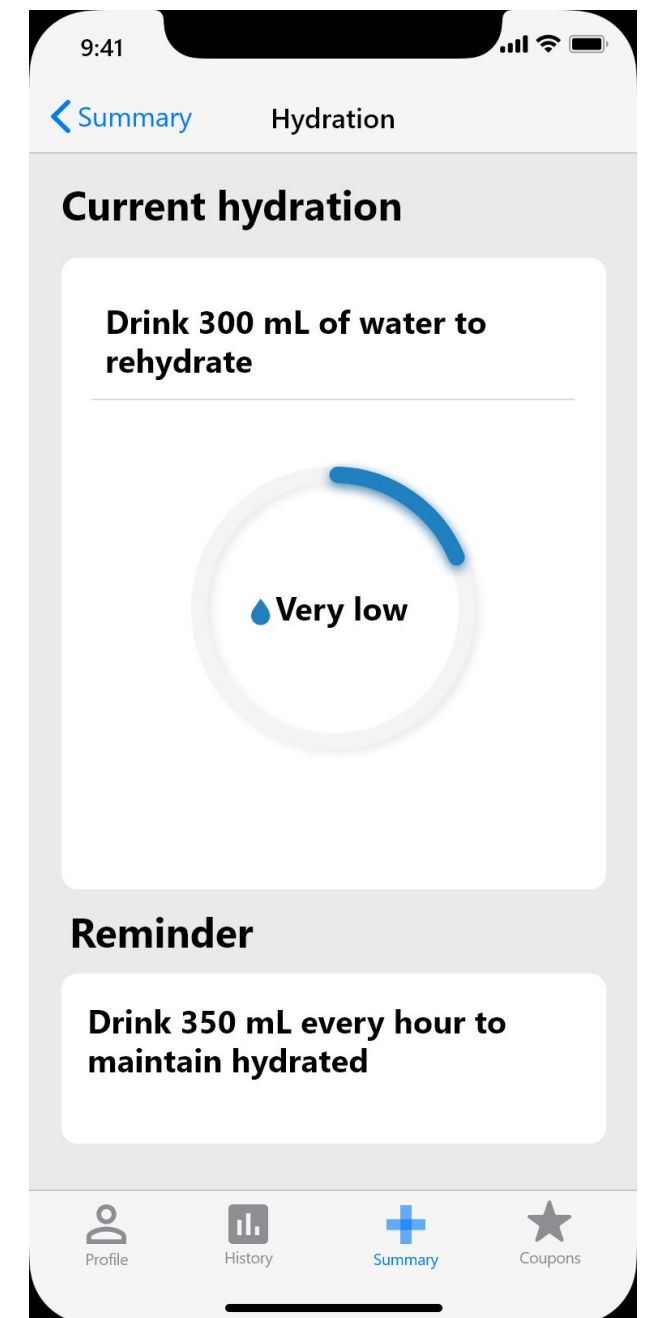 9:41
Summary
Hydration
Current hydration
Drink 300 mL of water to
rehydrate
Very low
Reminder
Drink 350 mL every hour to
maintain hydrated
Profile
History
Summary
Coupons